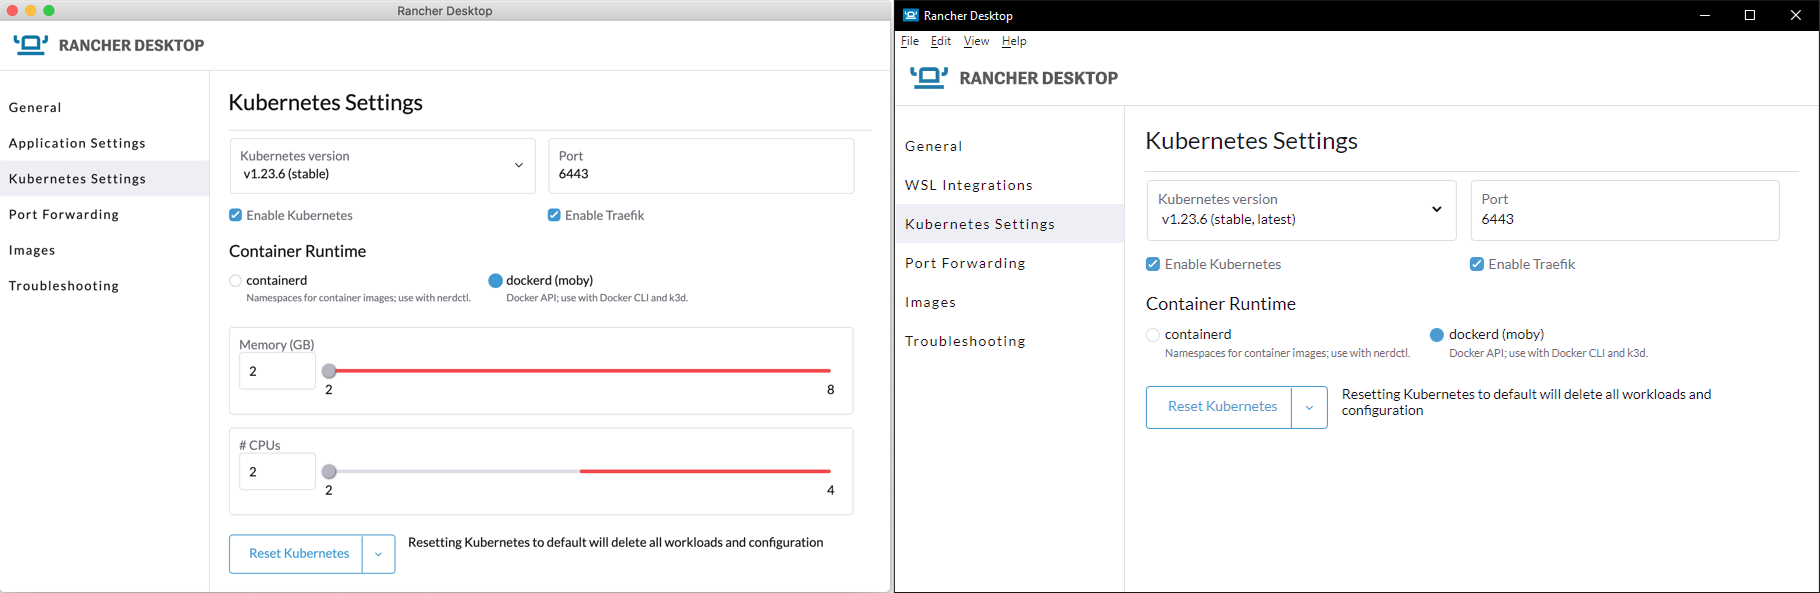 Rancher Desktop
RANCHER DESKTOP
General
Application Settings
Kubernetes Settings
Port Forwarding
Images
Troubleshooting
Kubernetes Settings
Kubernetes version
v1.23.6 (stable)
Port
6443
Enable Kubernetes
Enable Traefik
Container Runtime
containerd
Namespaces for container images; use with nerdctl.
dockerd (moby)
Docker API; use with Docker CLI and k3d.
Memory (GB)
2
2 8
# CPUs
2
2 4
Reset Kubernetes
Resetting Kubernetes to default will delete all workloads and configuration
Rancher Desktop
File Edit View Help
RANCHER DESKTOP
General
WSL Integrations
Kubernetes Settings
Port Forwarding
Images
Troubleshooting
Kubernetes Settings
Kubernetes version
v1.23.6 (stable, latest)
Port
6443
Enable Kubernetes
Enable Traefik
Container Runtime
containerd
Namespaces for container images; use with nerdctl.
dockerd (moby)
Docker API; use with Docker CLI and k3d.
Reset Kubernetes
Resetting Kubernetes to default will delete all workloads and
configuration